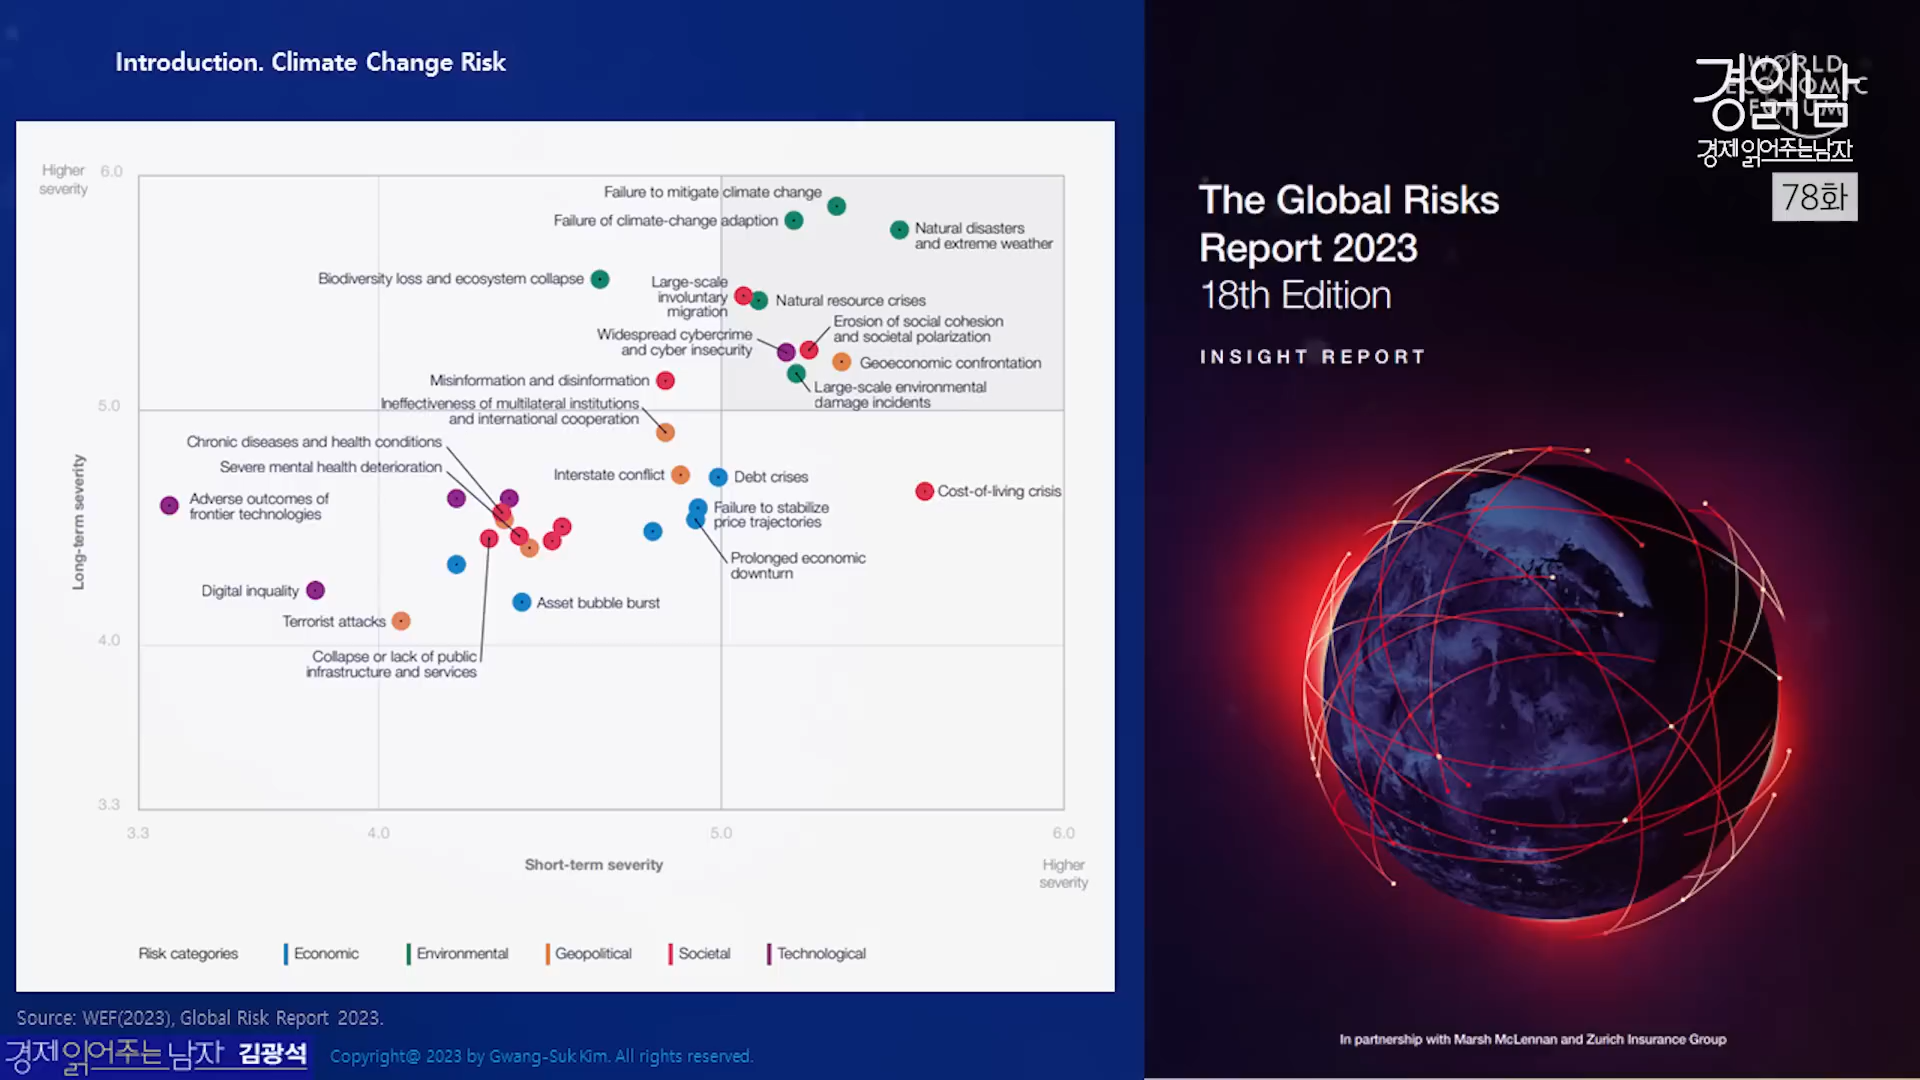 Introduction. Climate Change Risk
Higher
severity
6.0
Failure to mitigate climate change
Failure of climate-change adaption
Natural disasters
and extreme weather
Biodiversity loss and ecosystem collapse
Large-scale
involuntary
migration
Natural resource crises
Erosion of social cohesion
and societal polarization
Widespread cybercrime
and cyber insecurity
Geoeconomic confrontation
Misinformation and disinformation
Large-scale environmental
damage incidents
5.0
Ineffectiveness of multilateral institutions
and international cooperation
Chronic diseases and health conditions
Severe mental health deterioration
Interstate conflict
Debt crises
Cost-of-living crisis
Adverse outcomes of
frontier technologies
Failure to stabilize
price trajectories
Prolonged economic
downturn
Long-term severity
Digital inquality
Asset bubble burst
Terrorist attacks
4.0
Collapse or lack of public
infrastructure and services
3.3
3.3
4.0
5.0
6.0
Short-term severity
Higher
severity
Risk categories
Economic
Environmental
Geopolitical
Societal
Technological
Source: WEF(2023), Global Risk Report 2023.
경제 읽어주는 남자 김광석
Copyright@ 2023 by Gwang-Suk Kim. All rights reserved.
WORLD
ECONOMIC
FORUM
경읽남
경제 읽어주는남자
78화
The Global Risks
Report 2023
18th Edition
INSIGHT REPORT
In partnership with Marsh McLennan and Zurich Insurance Group